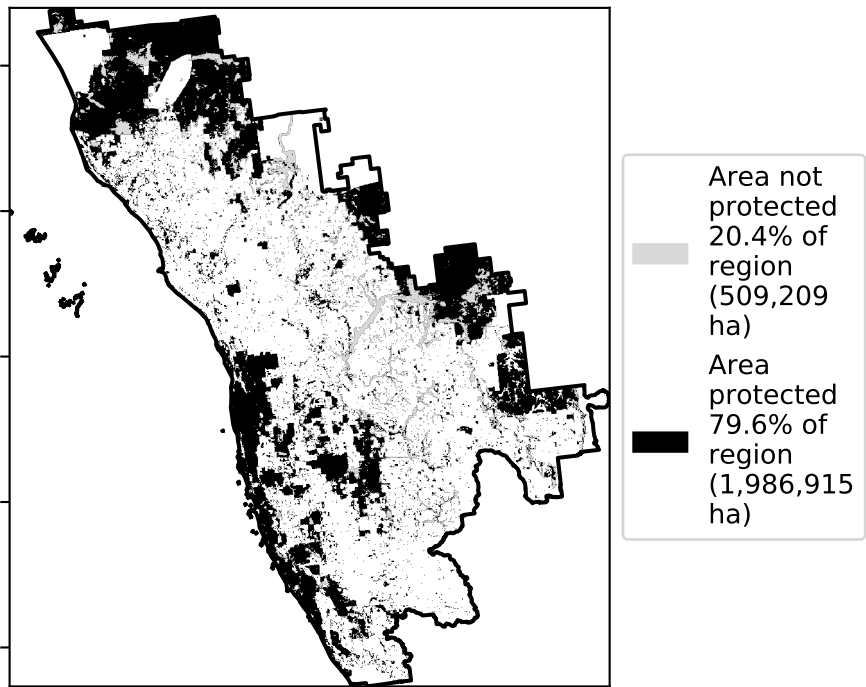 Area not
protected
20.4% of
region
(509,209
ha)
Area
protected
79.6% of
region
(1,986,915
ha)